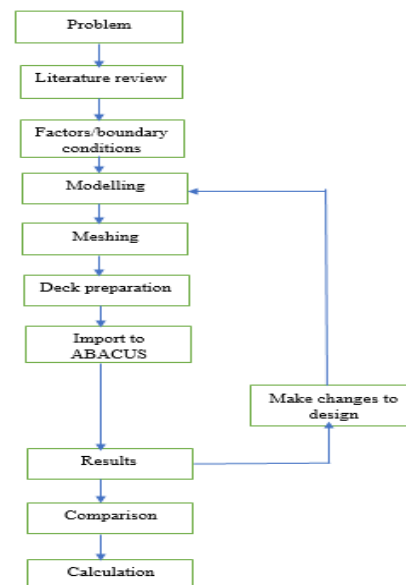 Problem
Literature review
Factors/boundary
conditions
Modelling
Meshing
Deck preparation
Import to
ABACUS
Make changes to
design
Results
Comparison
Calculation